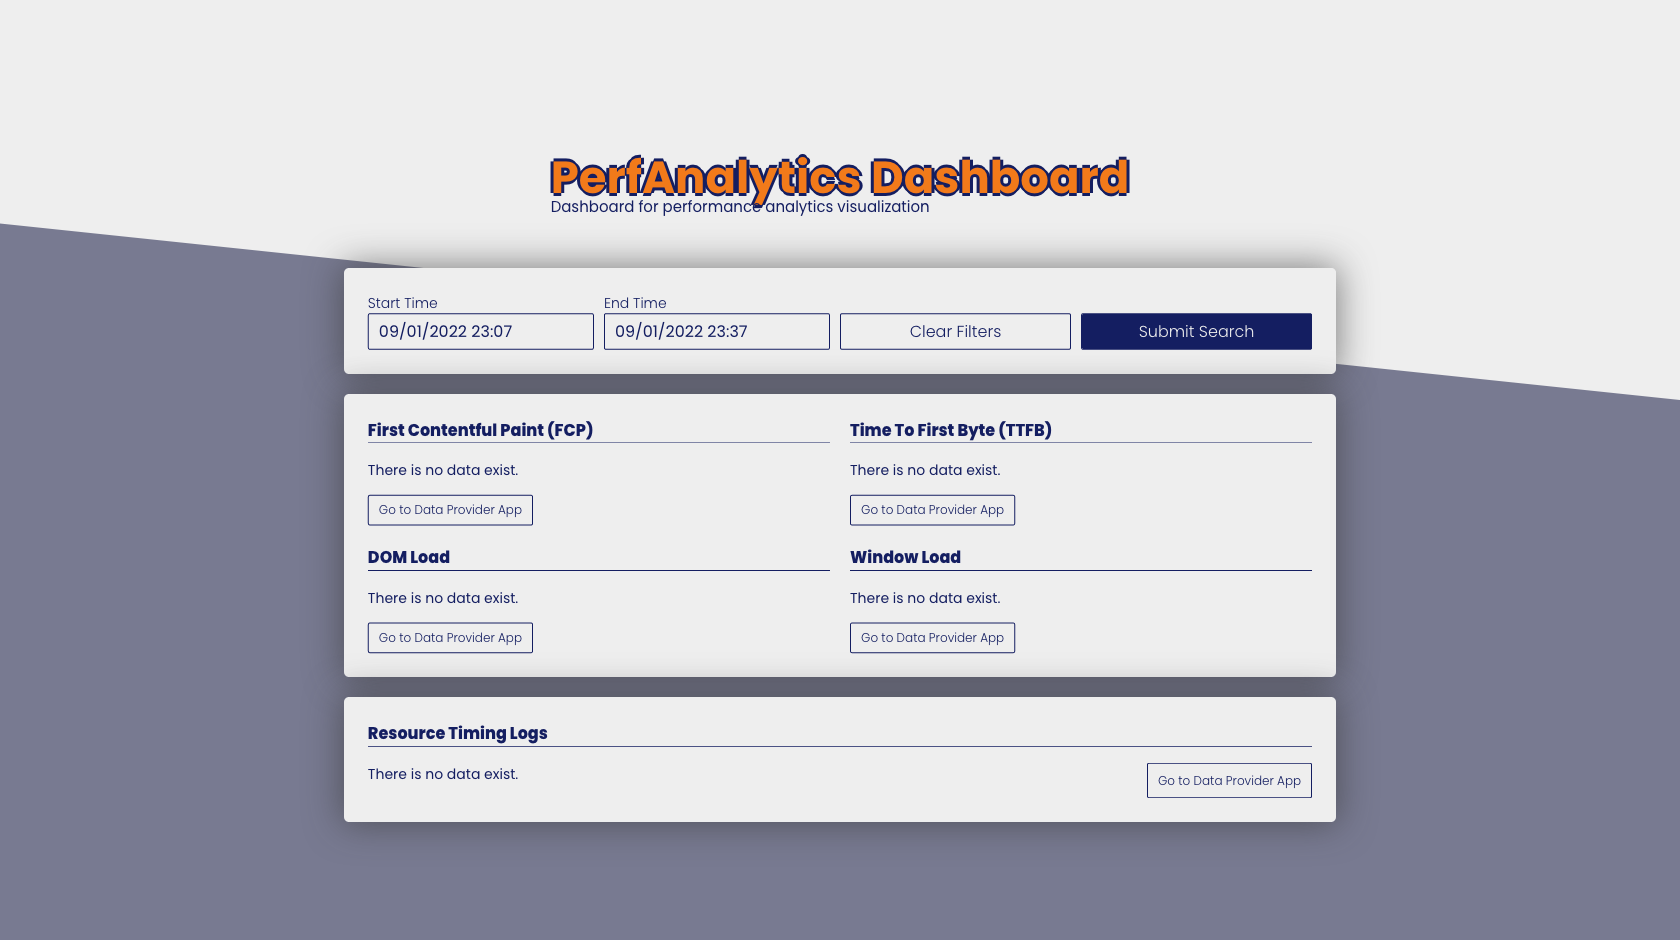 PerfAnalytics Dashboard
Dashboard for performance analytics visualization
Start Time
End Time
09/01/2022 23:07
09/01/2022 23:37
Clear Filters
Submit Search
First Contentful Paint (FCP)
There is no data exist.
Go to Data Provider App
Time To First Byte (TTFB)
There is no data exist.
Go to Data Provider App
DOM Load
There is no data exist.
Go to Data Provider App
Window Load
There is no data exist.
Go to Data Provider App
Resource Timing Logs
There is no data exist.
Go to Data Provider App